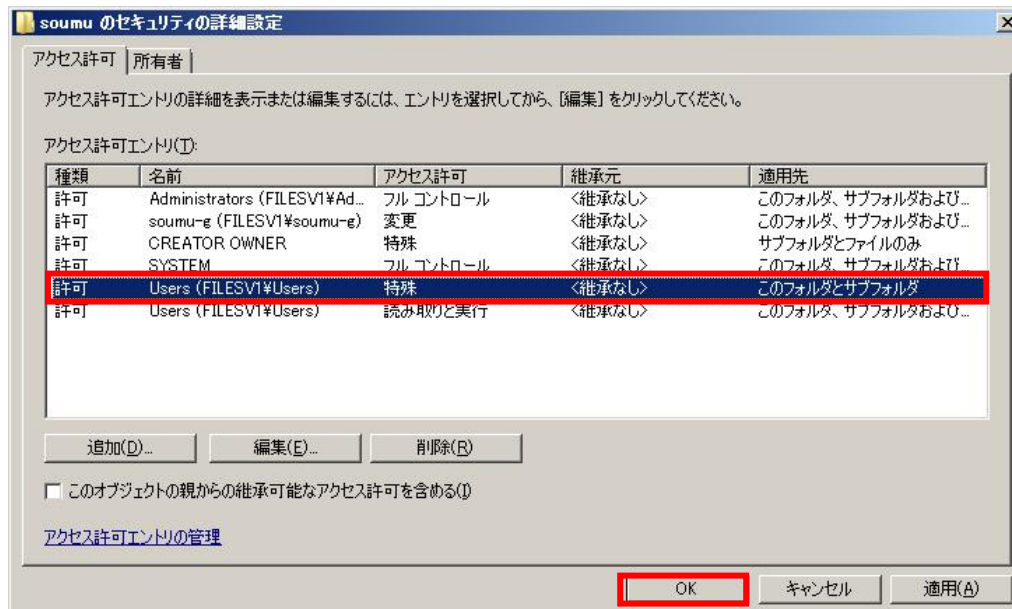 soumu のセキュリティの詳細設定
アクセス許可 所有者
アクセス許可エントリの詳細を表示または編集するには、エントリを選択してから、[編集] をクリックしてください。
アクセス許可エントリ(T):
種類 名前 アクセス許可 継承元 適用先
許可 Administrators (FILESV1¥Ad... フル コントロール <継承なし> このフォルダ、サブフォルダおよび...
許可 soumu-g (FILESV1¥soumu-g) 変更 <継承なし> このフォルダ、サブフォルダおよび...
許可 CREATOR OWNER 特殊 <継承なし> サブフォルダとファイルのみ
許可 SYSTEM フル コントロール <継承なし> このフォルダ、サブフォルダおよび...
許可 Users (FILESV1¥Users) 特殊 <継承なし> このフォルダとサブフォルダ
許可 Users (FILESV1¥Users) 読み取りと実行 <継承なし> このフォルダ、サブフォルダおよび...
追加(D)... 編集(E)... 削除(R)
このオブジェクトの親からの継承可能なアクセス許可を含める(I)
アクセス許可エントリの管理
OK キャンセル 適用(A)